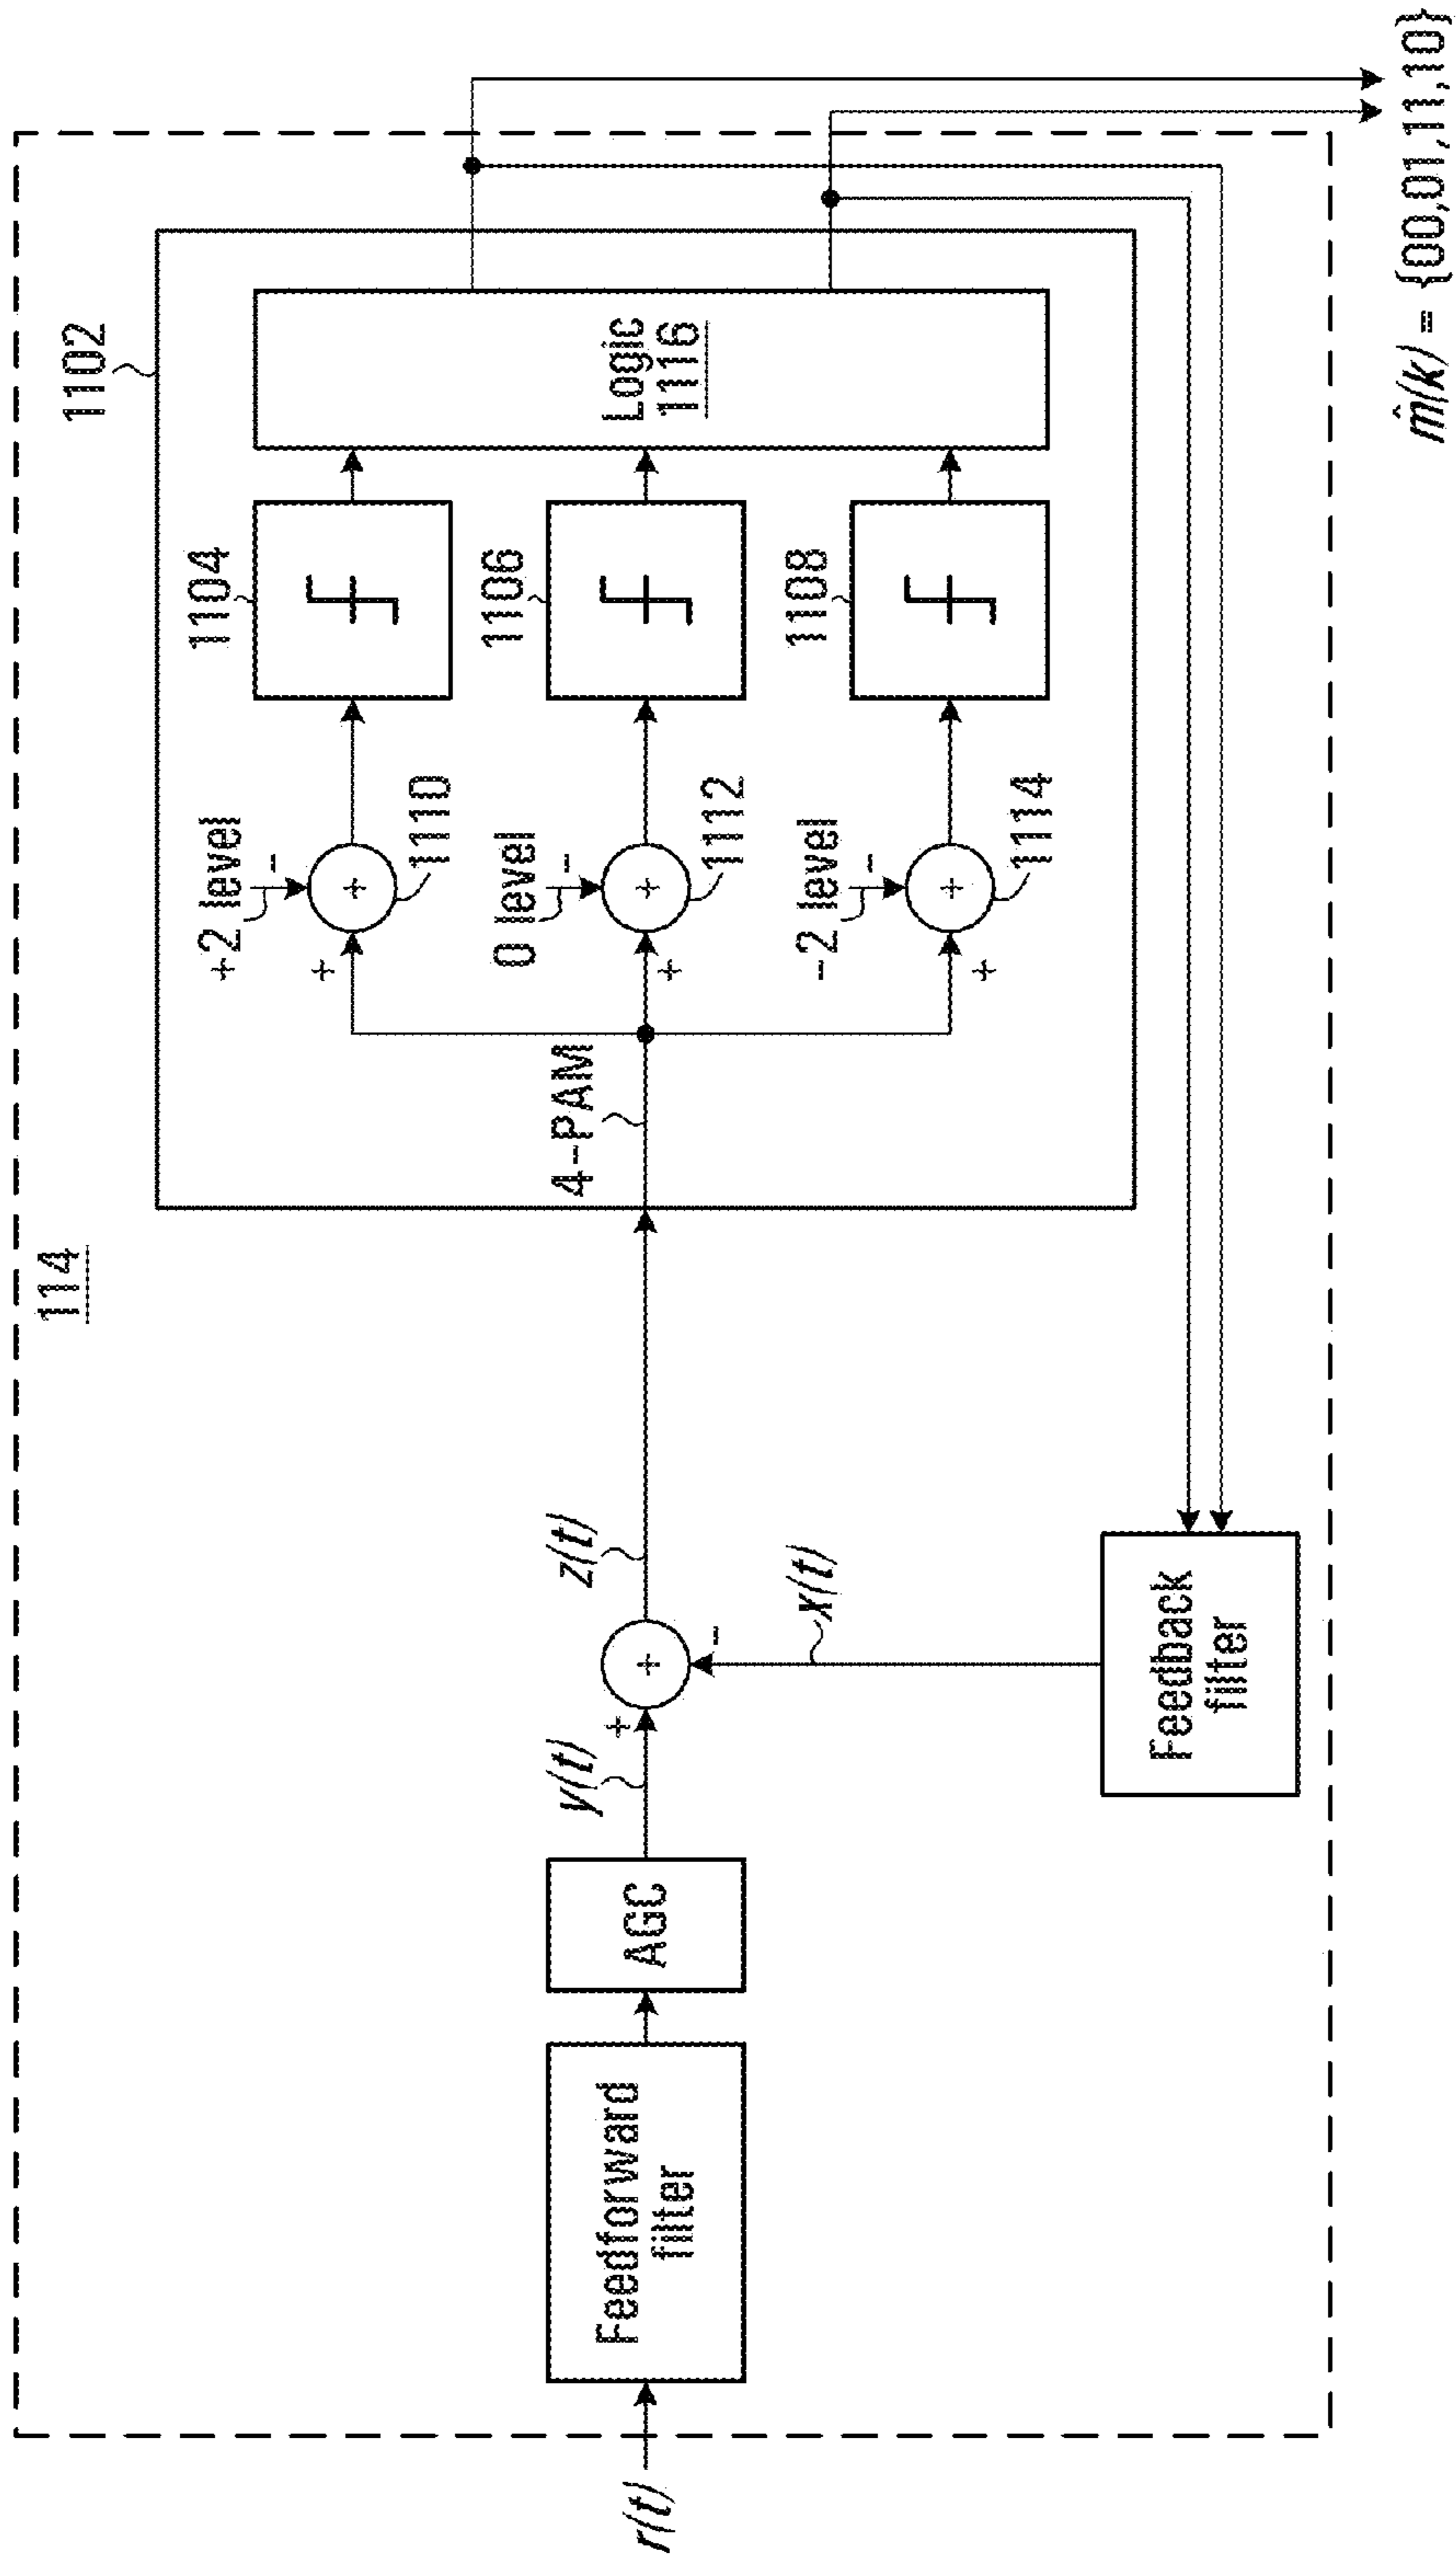 114
1102
r(t)
Feedforward
filter
AGC
y(t)
+
+
-
z(t)
x(t)
Feedback
filter
4-PAM
+2 level
-
+
+
1110
1104
0 level
-
+
+
1112
1106
-2 level
-
+
+
1114
1108
Logic
1116
m̂(k) = {00,01,11,10}